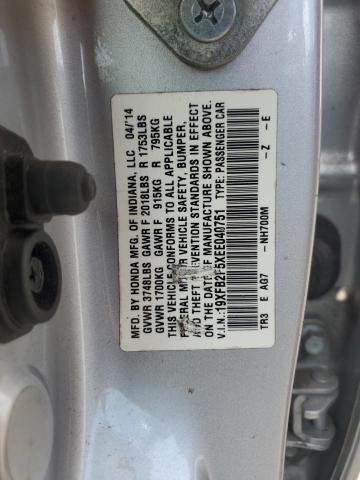 MFD. BY HONDA MFG. OF INDIANA, LLC 04/14
GVWR 3748LBS GAWR F 2018LBS R 1753LBS
GVWR 1700KG GAWR F 915KG R 795KG
THIS VEHICLE CONFORMS TO ALL APPLICABLE
FEDERAL MOTOR VEHICLE SAFETY, BUMPER,
AND THEFT PREVENTION STANDARDS IN EFFECT
ON THE DATE OF MANUFACTURE SHOWN ABOVE.
V.I.N.: 19XFB2F5XEE040751 TYPE: PASSENGER CAR
TR3 E AG7 -NH700M -Z -E